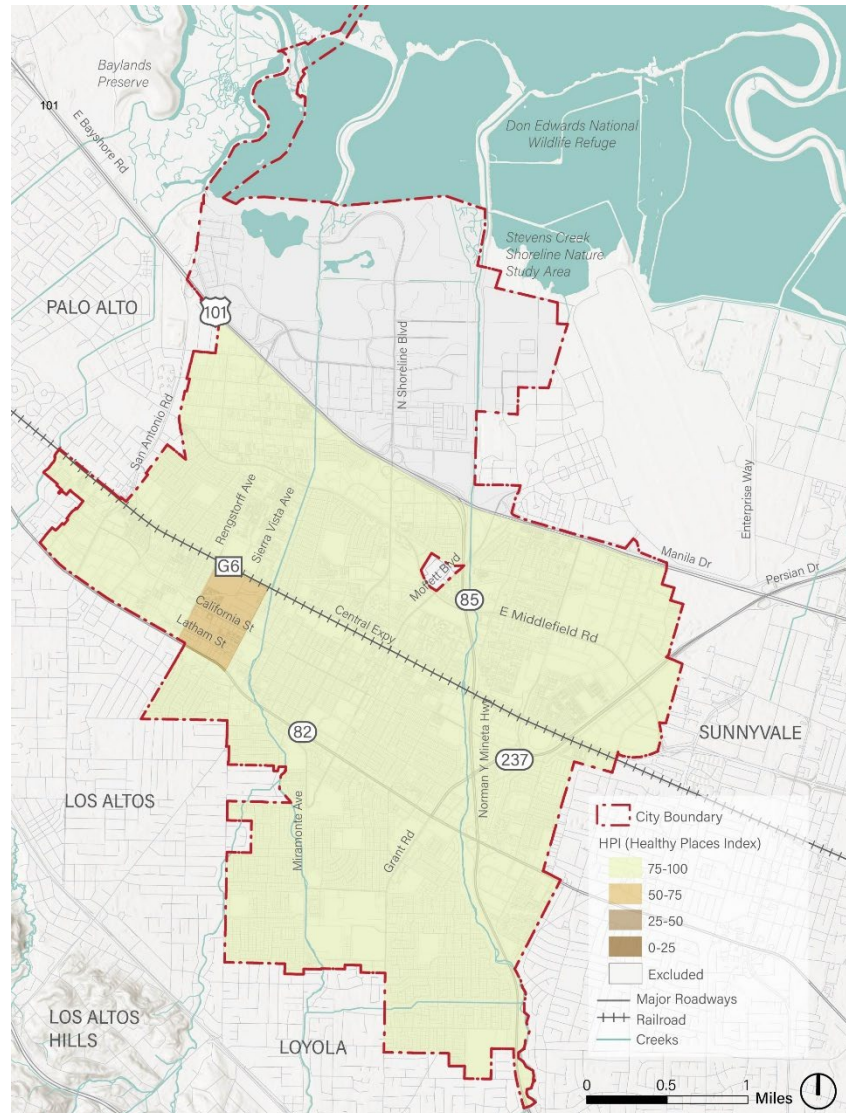 Baylands
Preserve
101
E Bayshore Rd
Don Edwards National
Wildlife Refuge
Stevens Creek
Shoreline Nature
Study Area
PALO ALTO
101
N Shoreline Blvd
San Antonio Rd
Rengstorff Ave
Sierra Vista Ave
Enterprise Way
Manila Dr
Persian Dr
G6
Moffett Blvd
85
California St
Latham St
Central Expy
E Middlefield Rd
82
Norman Y Mineta Hwy
237
SUNNYVALE
LOS ALTOS
Miramonte Ave
Grant Rd
City Boundary
HPI (Healthy Places Index)
75-100
50-75
25-50
0-25
Excluded
Major Roadways
Railroad
Creeks
LOS ALTOS
HILLS
LOYOLA
0 0.5 1 Miles